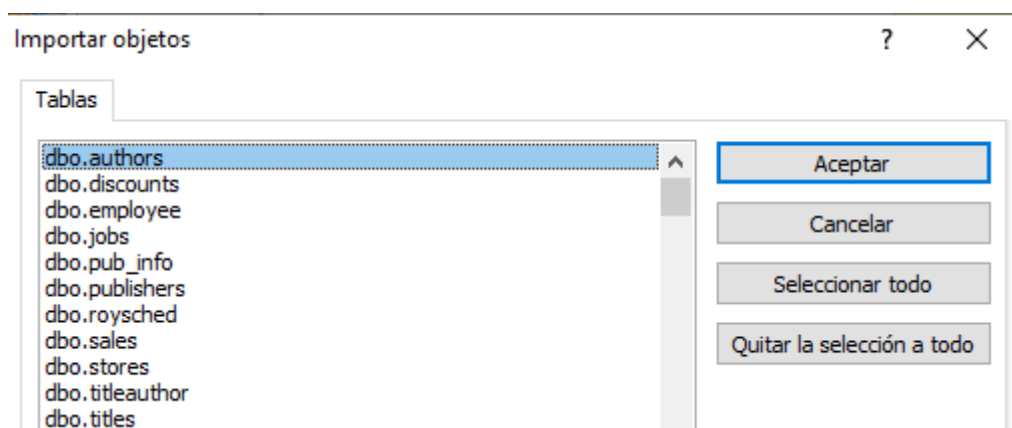 Importar objetos ?
Tablas
dbo.authors
dbo.discounts
dbo.employee
dbo.jobs
dbo.pub_info
dbo.publishers
dbo.roysched
dbo.sales
dbo.stores
dbo.titleauthor
dbo.titles
Aceptar
Cancelar
Seleccionar todo
Quitar la selección a todo